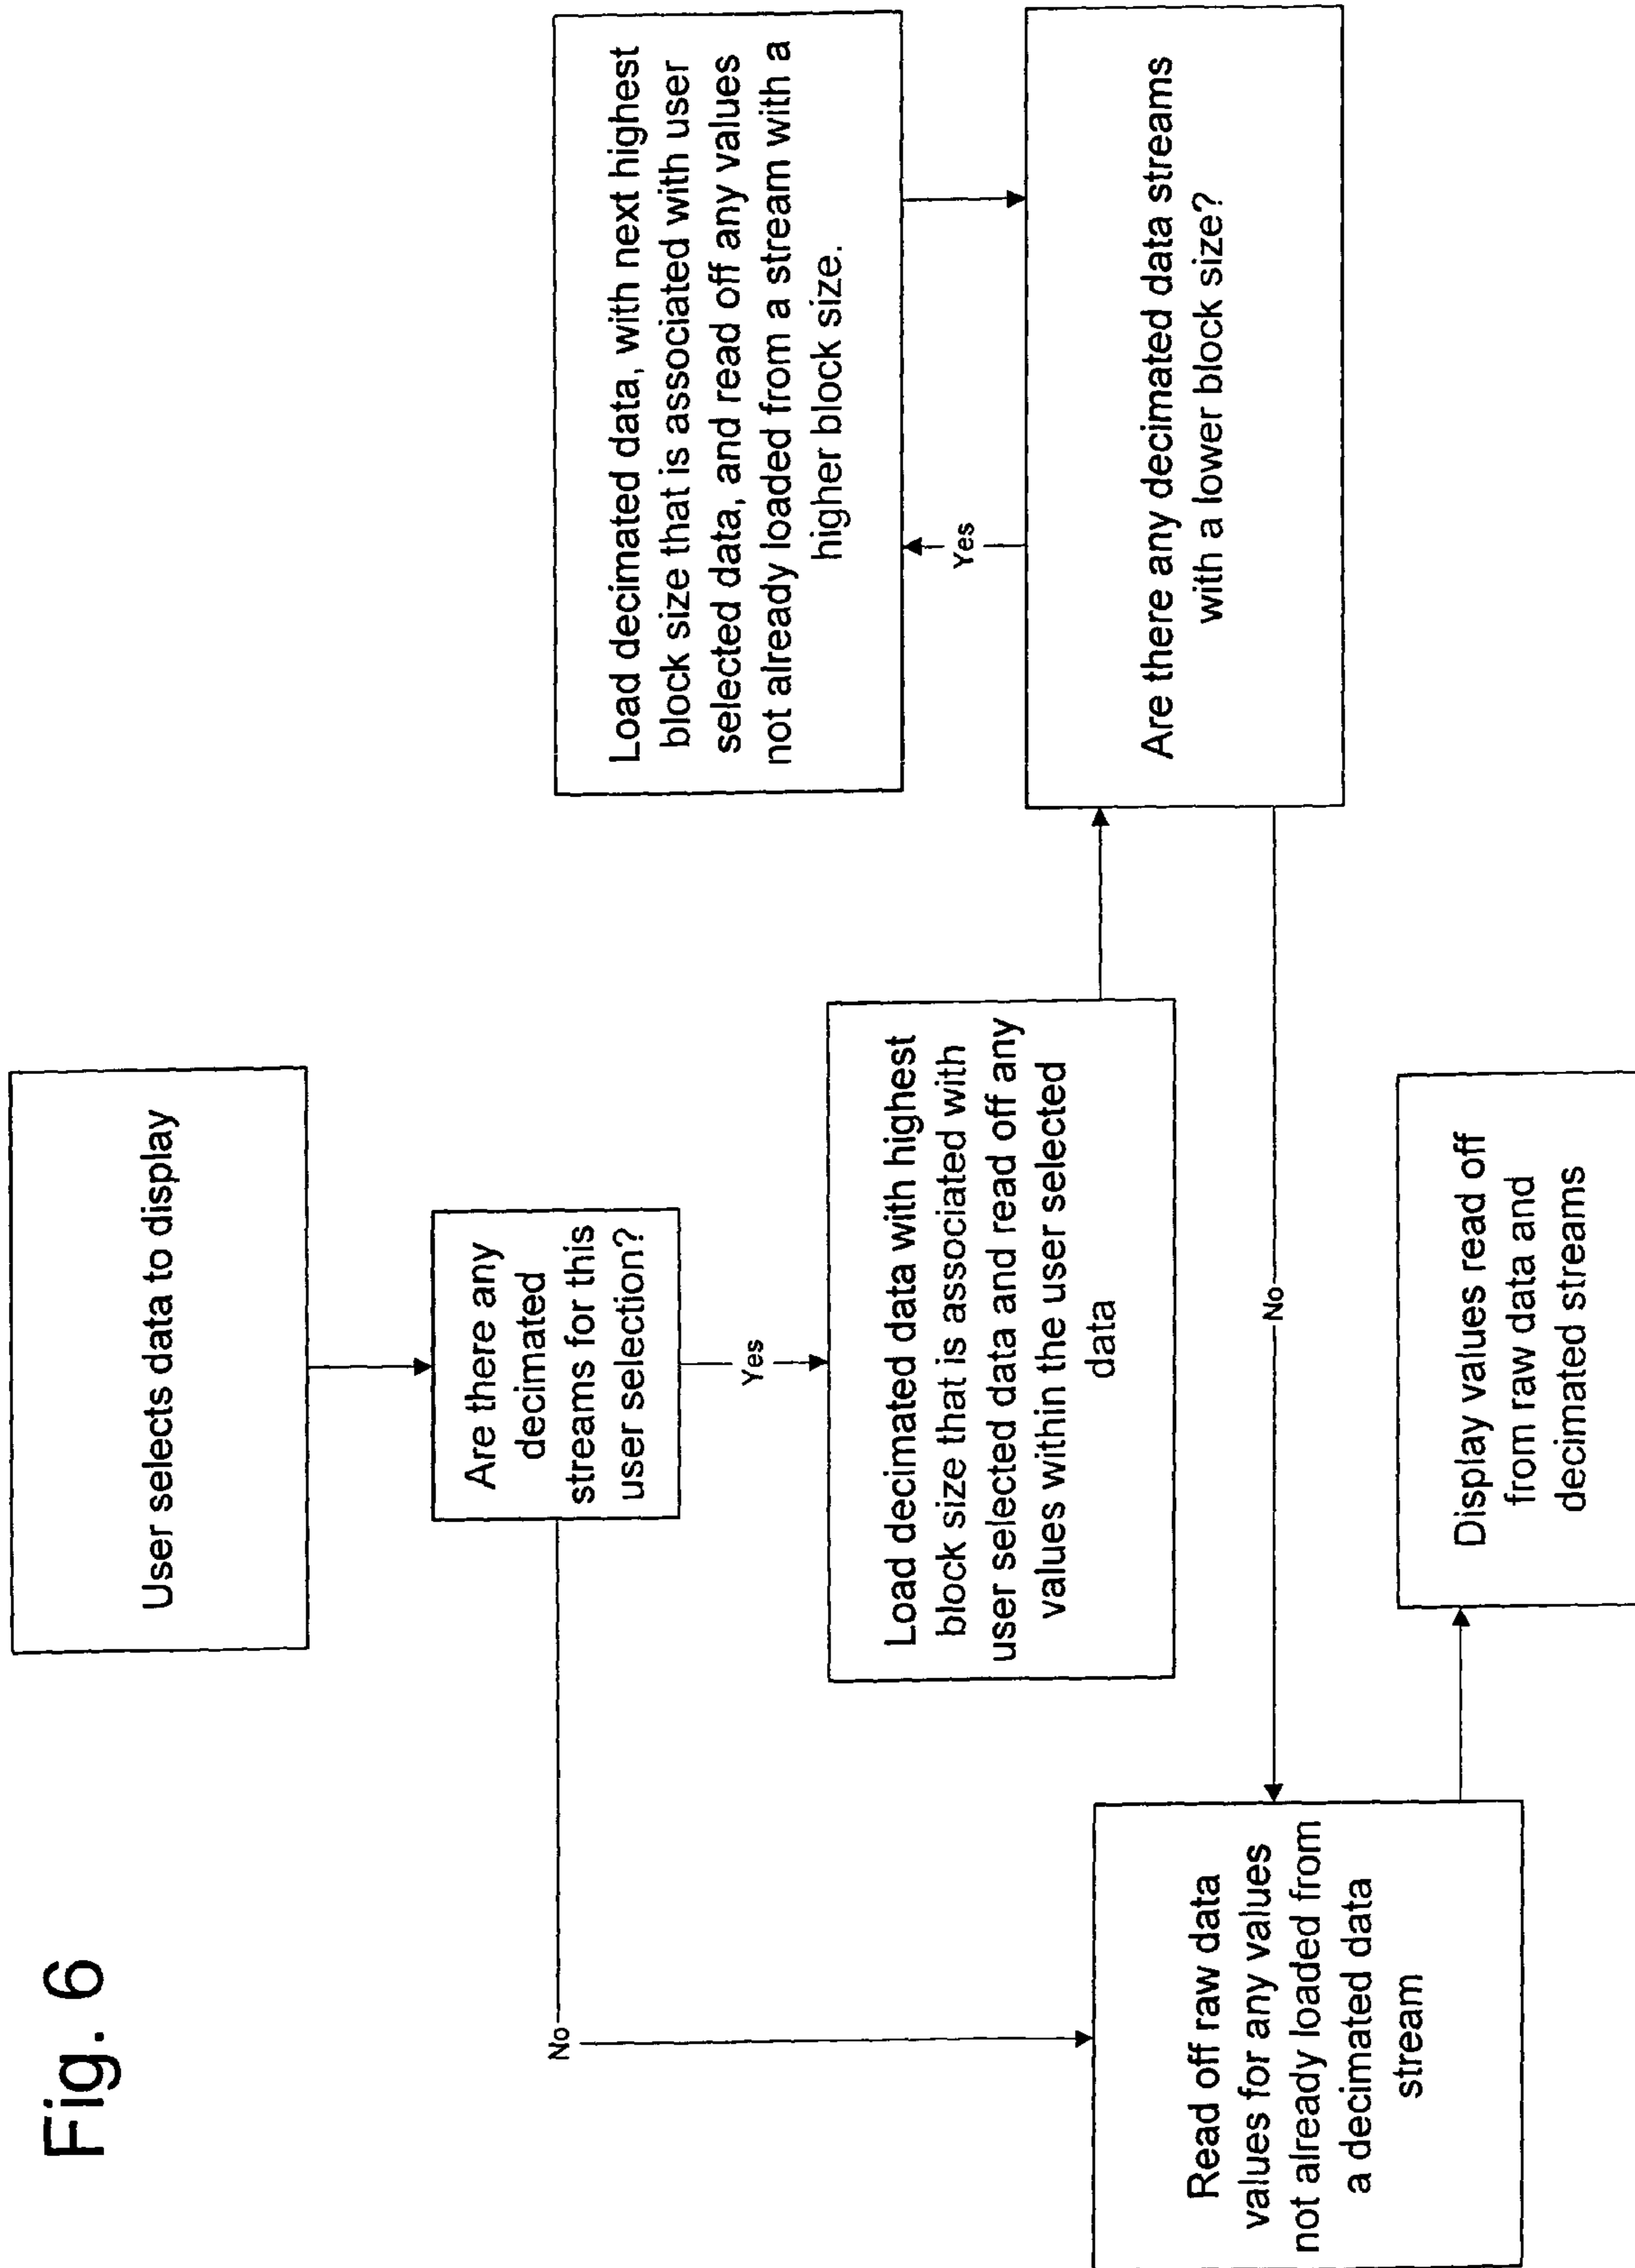 Fig. 6
User selects data to display
Are there any
decimated
streams for this
user selection?
No
Yes
Load decimated data with highest
block size that is associated with
user selected data and read off any
values within the user selected
data
Load decimated data, with next highest
block size that is associated with user
selected data, and read off any values
not already loaded from a stream with a
higher block size.
Yes
Are there any decimated data streams
with a lower block size?
No
Read off raw data
values for any values
not already loaded from
a decimated data
stream
Display values read off
from raw data and
decimated streams